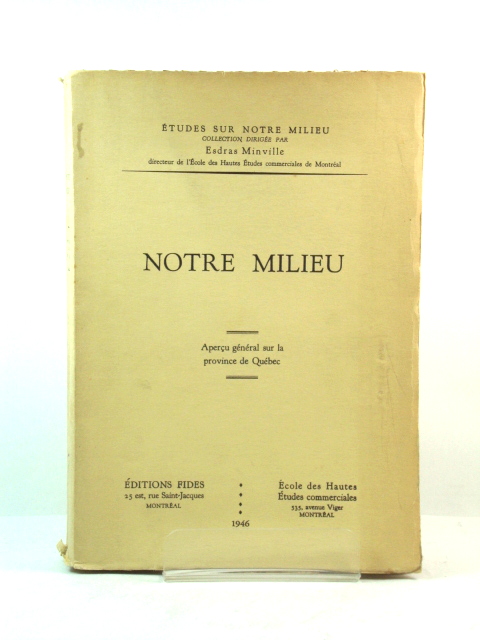 ÉTUDES SUR NOTRE MILIEU
COLLECTION DIRIGÉE PAR
Esdras Minville
directeur de l'École des Hautes Études commerciales de Montréal
NOTRE MILIEU
Aperçu général sur la
province de Québec
ÉDITIONS FIDES
25 est, rue Saint-Jacques
MONTRÉAL
École des Hautes
Études commerciales
535, avenue Viger
MONTRÉAL
1946